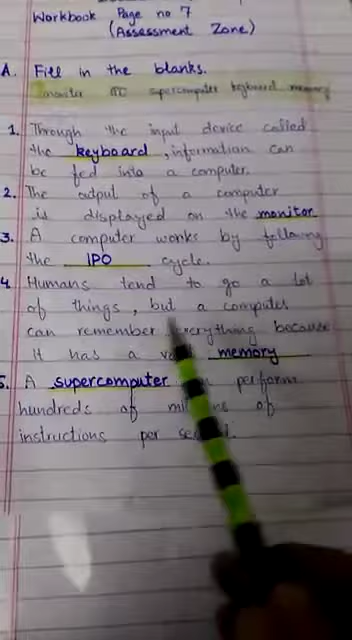 Workbook Page no 7
(Assessment Zone)
A. Fill in the blanks.
monitor IPO supercomputer keyboard memory
1. Through the input device called
the keyboard, information can
be fed into a computer.
2. The output of a computer
is displayed on the monitor
3. A computer works by following
the IPO cycle.
4. Humans tend to go a lot
of things, but a computer
can remember everything because
it has a memory
5. A supercomputer perform
hundreds of of
instructions per second.